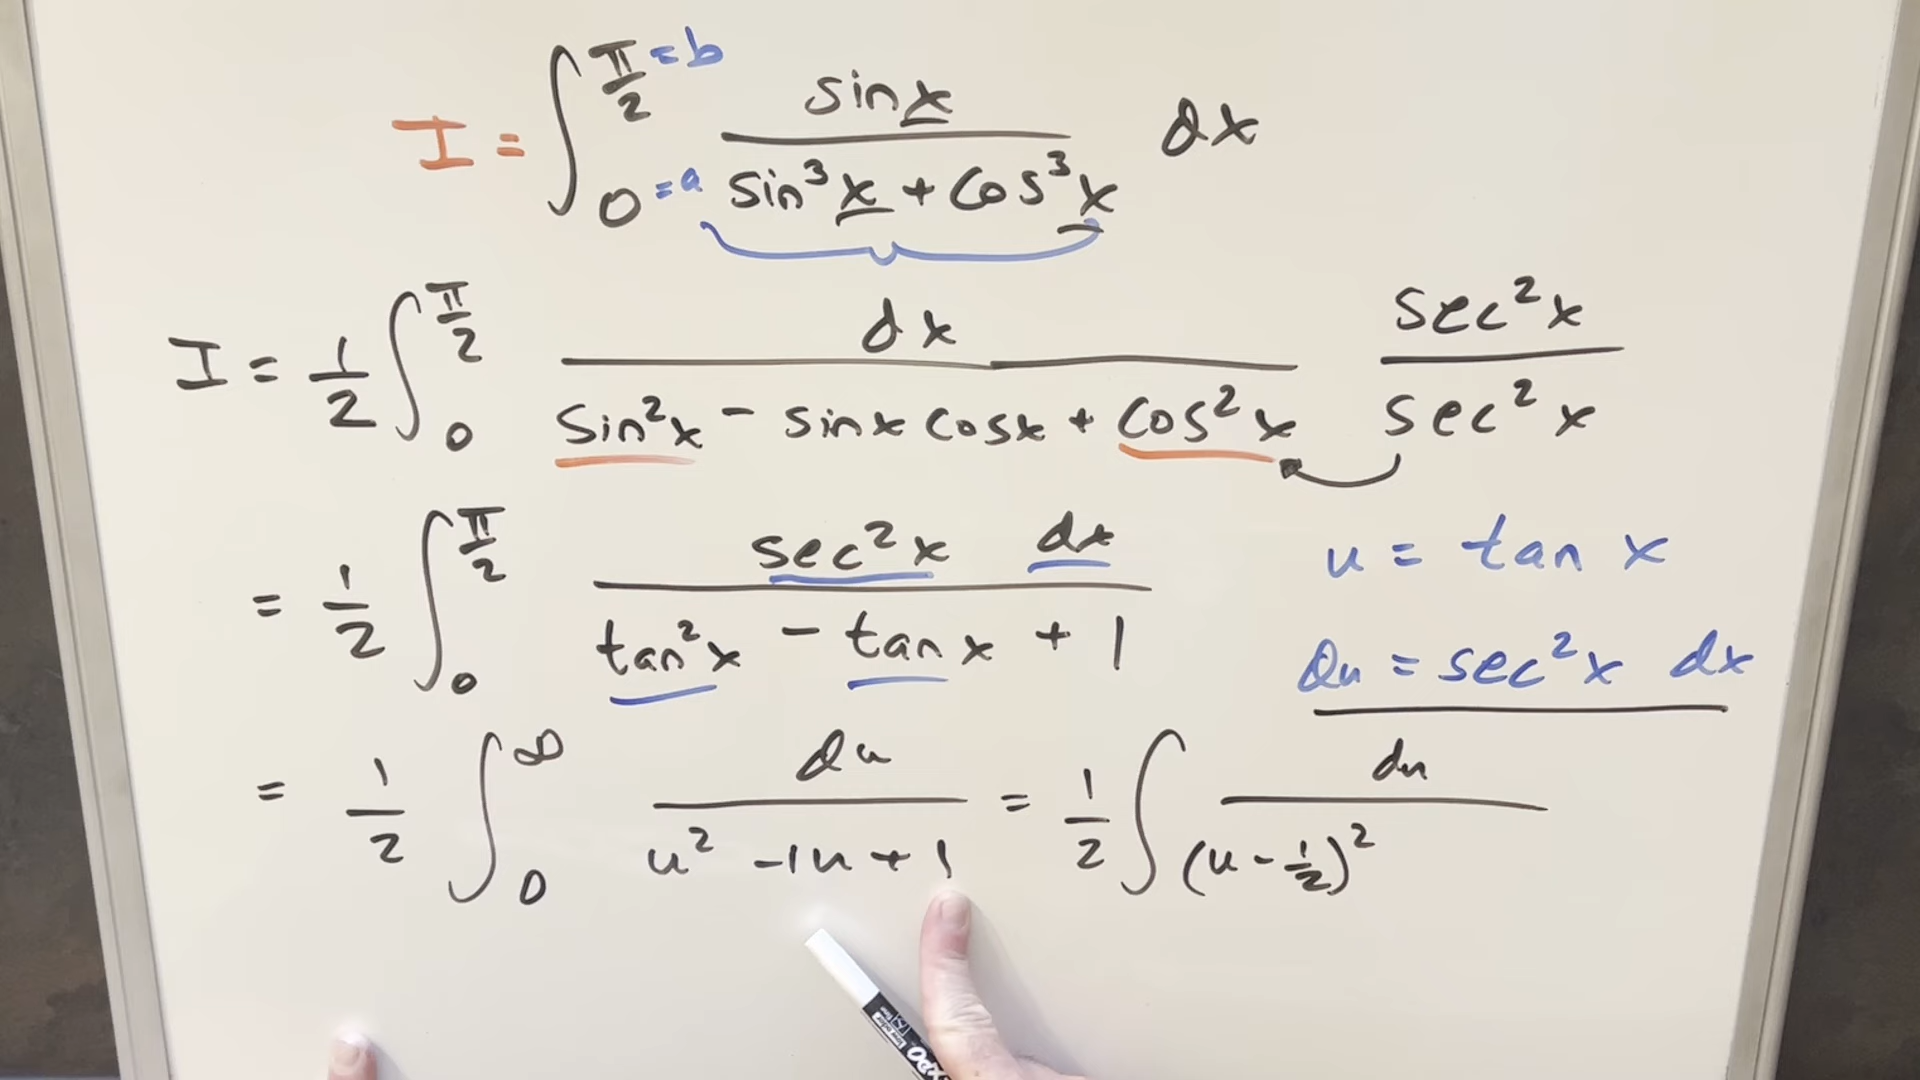 I = ∫₀^(π/2) sin x / (sin³x + cos³x) dx
= b
= a
I = 1/2 ∫₀^(π/2) dx / (sin²x - sin x cos x + cos²x) sec²x / sec²x
= 1/2 ∫₀^(π/2) sec²x dx / (tan²x - tan x + 1)
u = tan x
du = sec²x dx
= 1/2 ∫₀^∞ du / (u² - 1u + 1) = 1/2 ∫ du / (u - 1/2)²